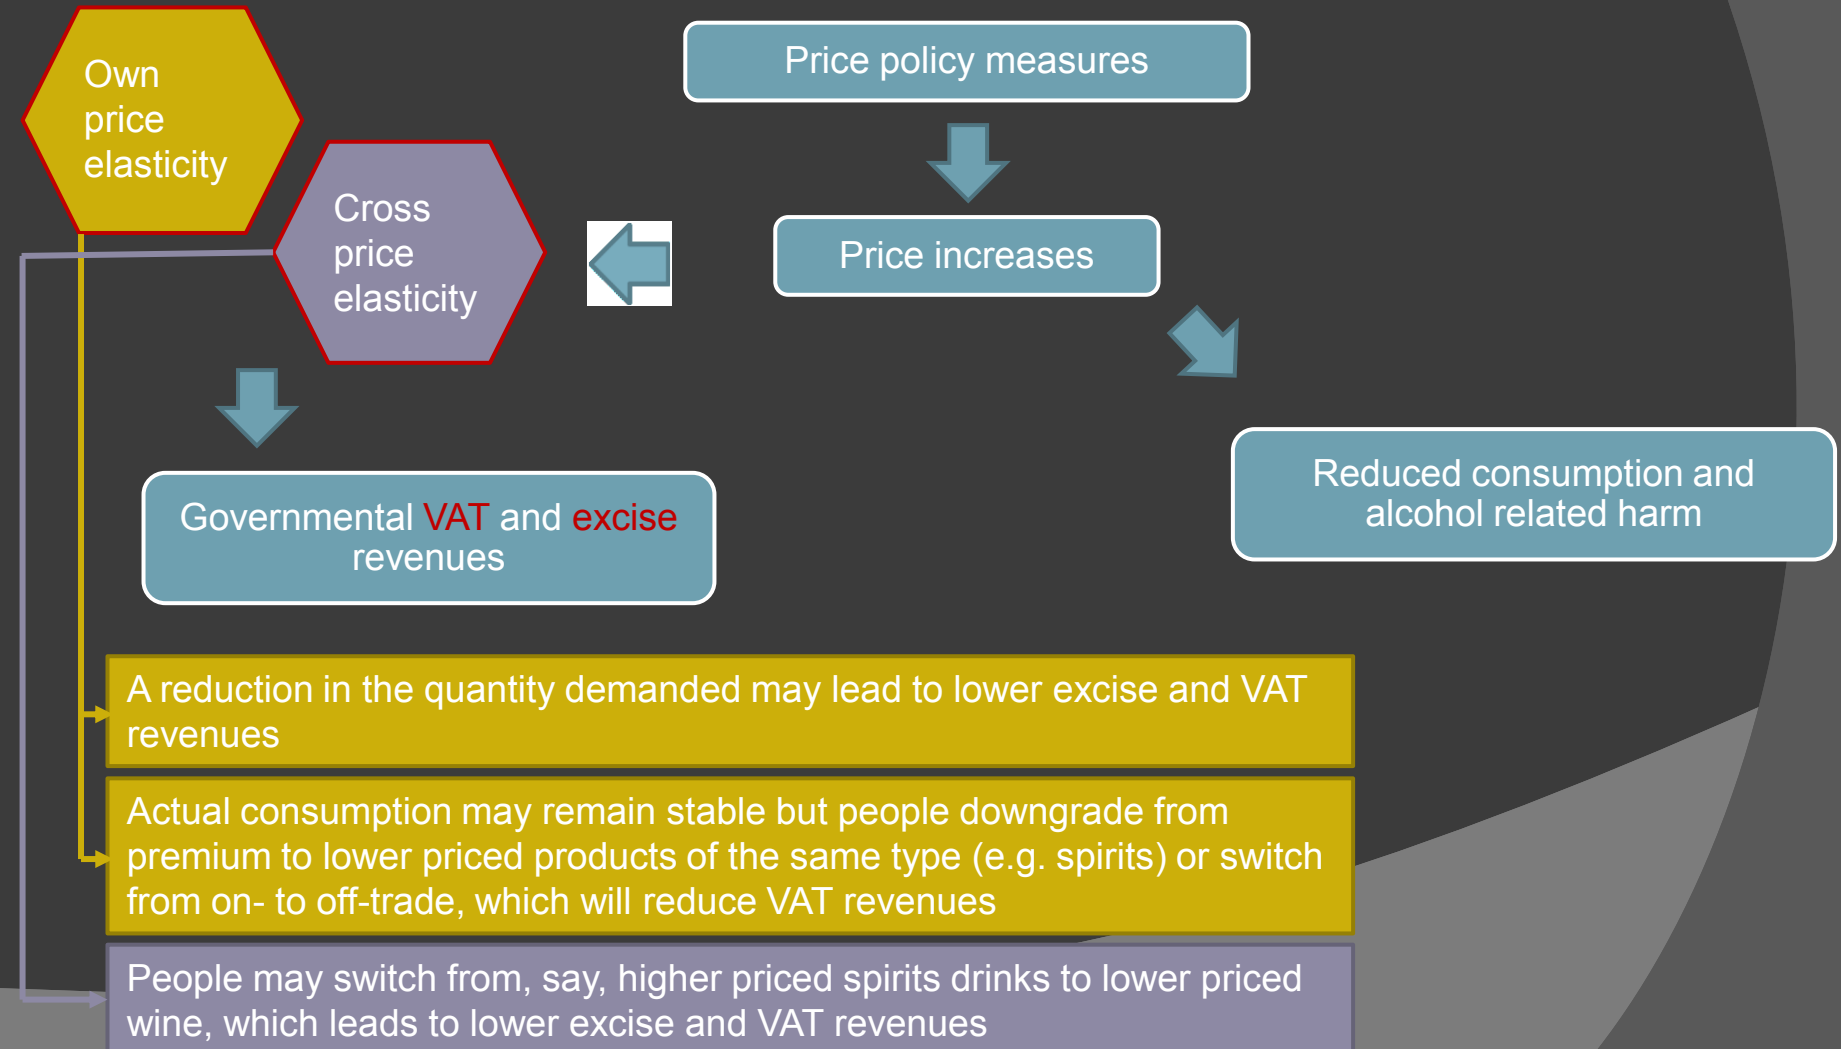 Own
price
elasticity
Cross
price
elasticity
Price policy measures
Price increases
Governmental VAT and excise
revenues
Reduced consumption and
alcohol related harm
A reduction in the quantity demanded may lead to lower excise and VAT
revenues
Actual consumption may remain stable but people downgrade from
premium to lower priced products of the same type (e.g. spirits) or switch
from on- to off-trade, which will reduce VAT revenues
People may switch from, say, higher priced spirits drinks to lower priced
wine, which leads to lower excise and VAT revenues